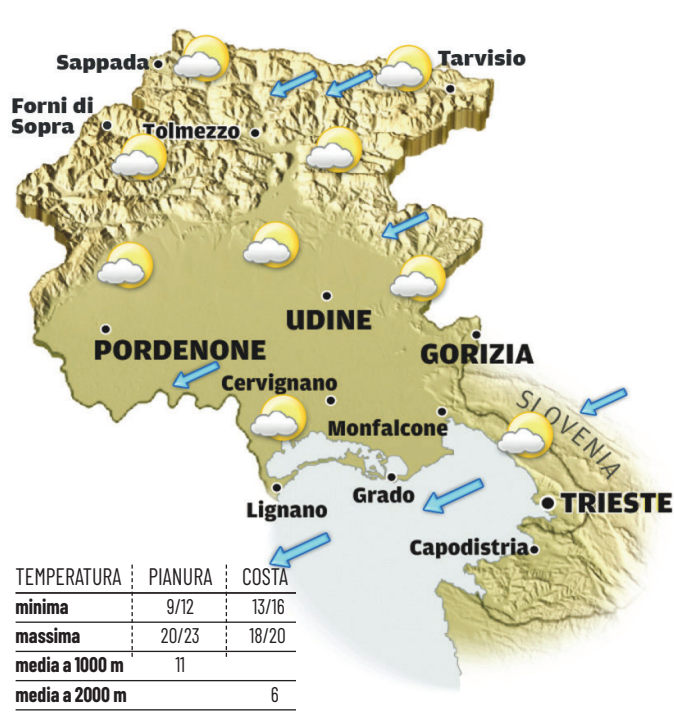 Sappada
Tarvisio
Forni di
Sopra
Tolmezzo
UDINE
PORDENONE
GORIZIA
Cervignano
SLOVENIA
Monfalcone
Grado
Lignano
TRIESTE
Capodistria
TEMPERATURA PIANURA COSTA
minima 9/12 13/16
massima 20/23 18/20
media a 1000 m 11
media a 2000 m 6